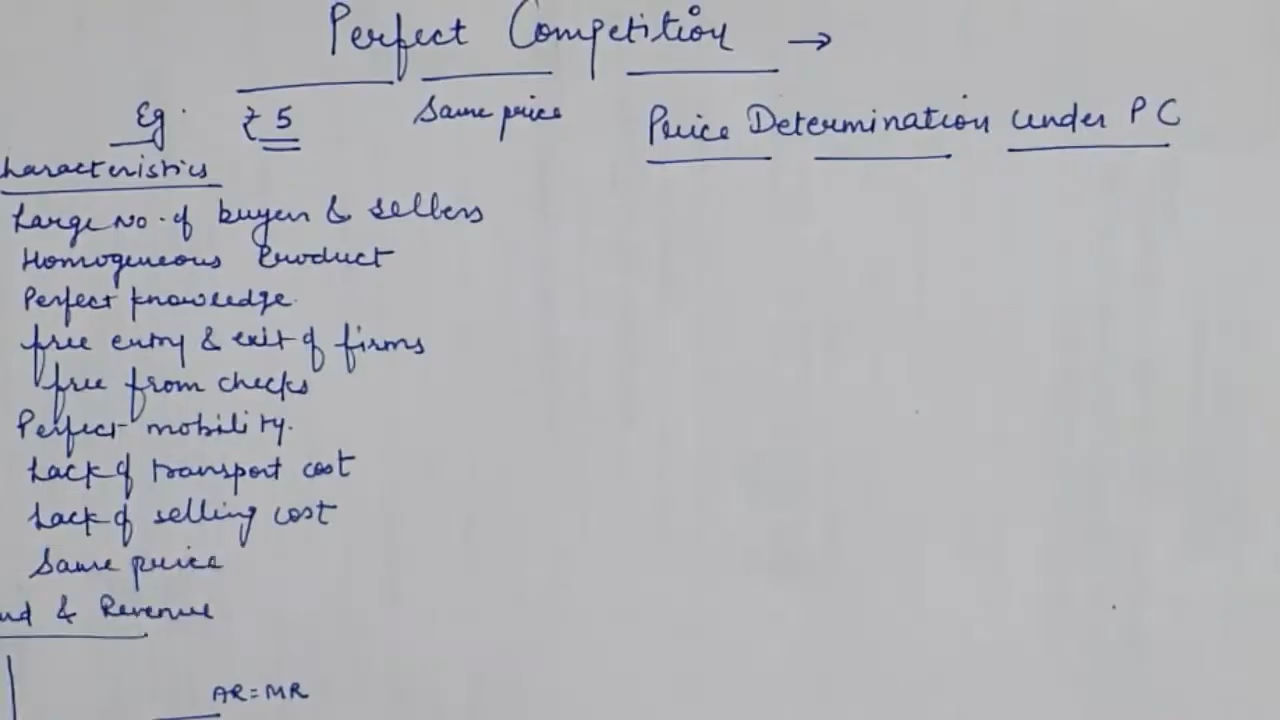 Perfect Competition →
Eg. ₹ 5 Same price
Price Determination under PC
haracteristics
Large No. of buyers & sellers
Homogeneous Product
Perfect knowledge.
free entry & exit of firms
free from checks
Perfect mobility.
Lack of transport cost
Lack of selling cost
Same price
nd & Revenue
AR=MR